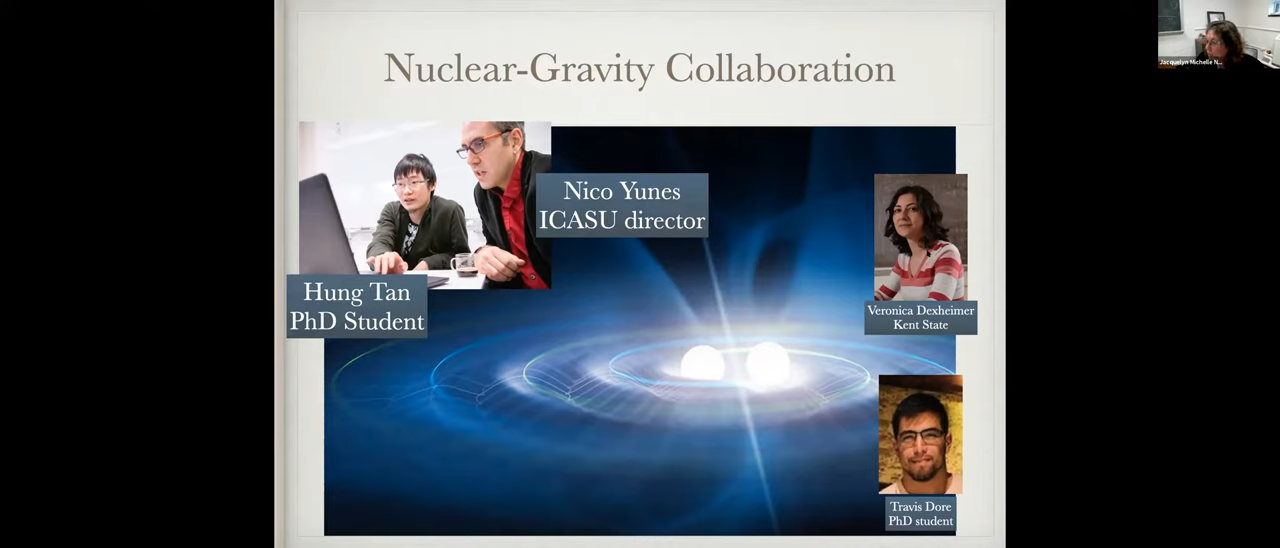 Nuclear-Gravity Collaboration
Jacquelyn Michelle N...
Nico Yunes
ICASU director
Hung Tan
PhD Student
Veronica Dexheimer
Kent State
Travis Dore
PhD student